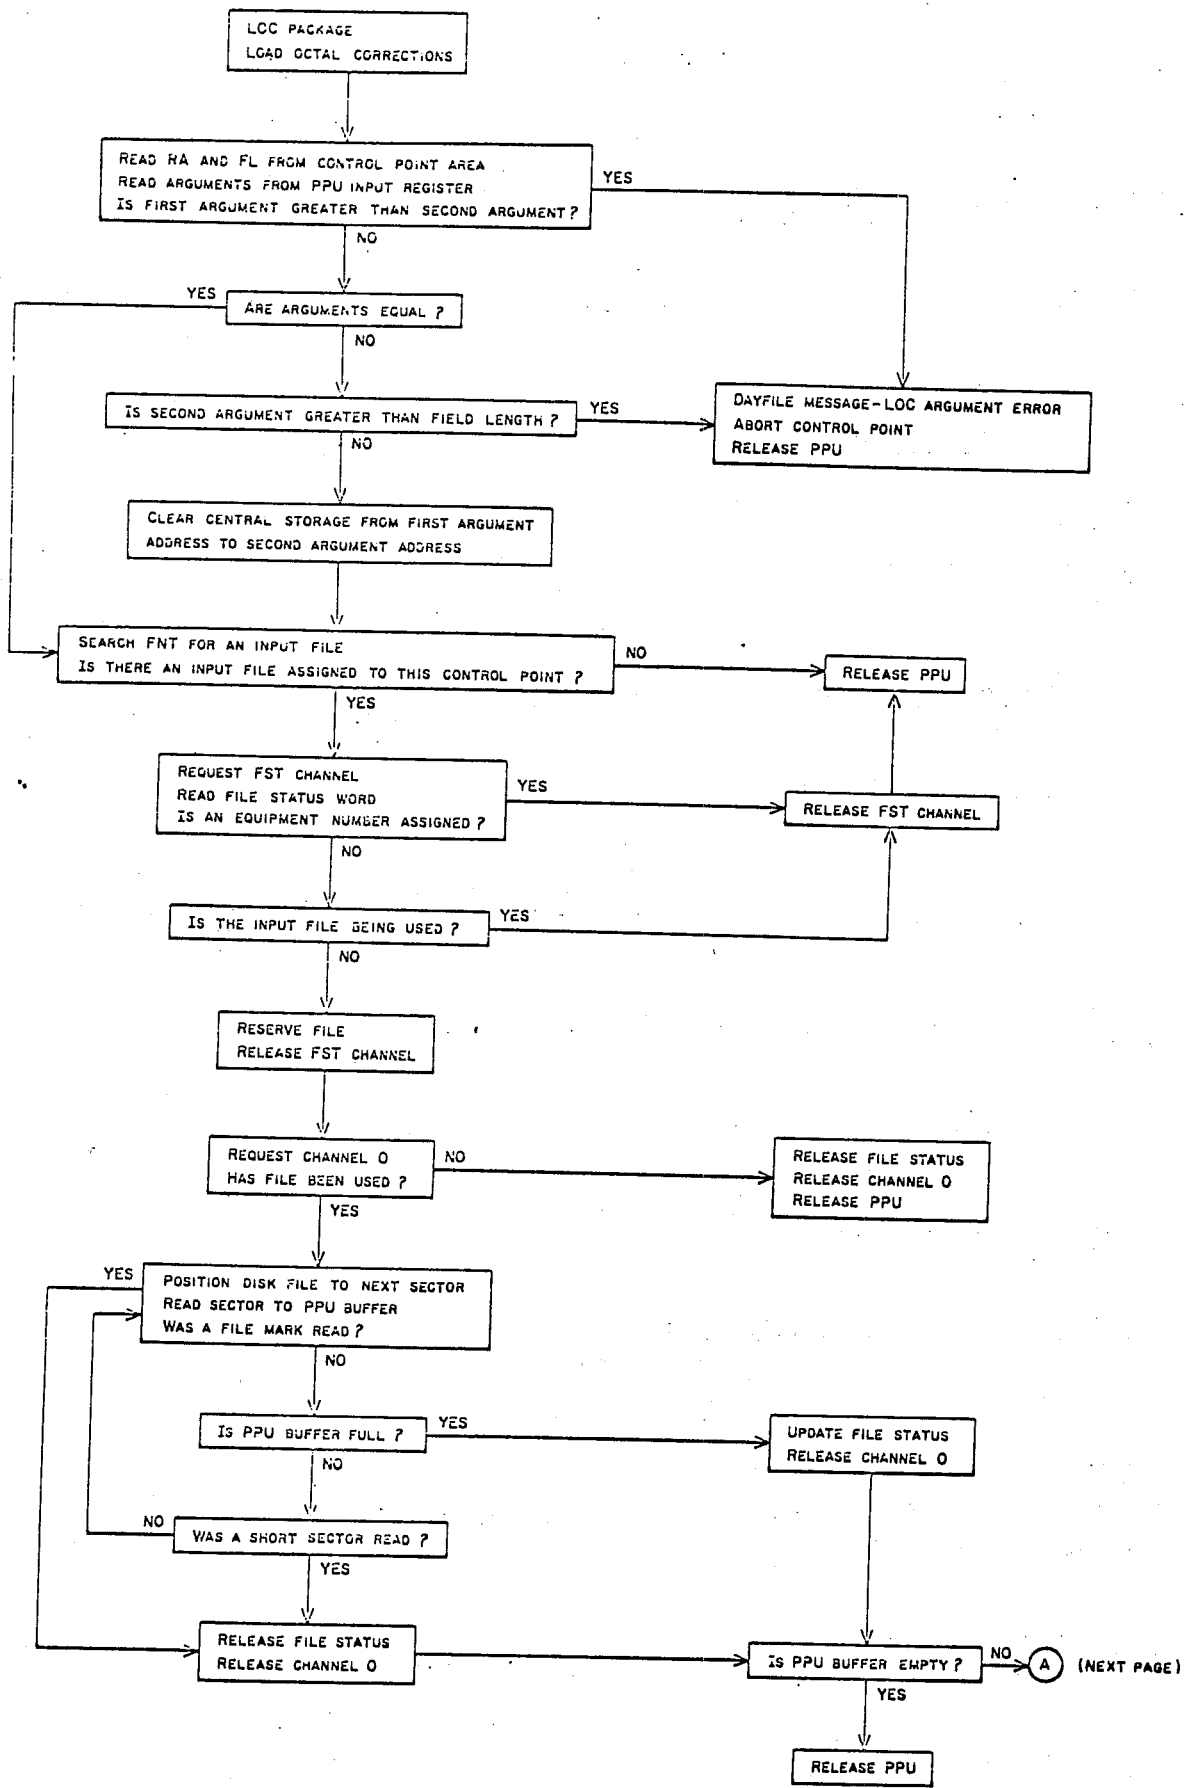 LOC PACKAGE
LOAD OCTAL CORRECTIONS
READ RA AND FL FROM CONTROL POINT AREA
READ ARGUMENTS FROM PPU INPUT REGISTER
IS FIRST ARGUMENT GREATER THAN SECOND ARGUMENT?
YES
NO
YES
ARE ARGUMENTS EQUAL ?
NO
IS SECOND ARGUMENT GREATER THAN FIELD LENGTH ?
YES
DAYFILE MESSAGE-LOC ARGUMENT ERROR
ABORT CONTROL POINT
RELEASE PPU
NO
CLEAR CENTRAL STORAGE FROM FIRST ARGUMENT
ADDRESS TO SECOND ARGUMENT ADDRESS
SEARCH FNT FOR AN INPUT FILE
IS THERE AN INPUT FILE ASSIGNED TO THIS CONTROL POINT ?
NO
RELEASE PPU
YES
REQUEST FST CHANNEL
READ FILE STATUS WORD
IS AN EQUIPMENT NUMBER ASSIGNED ?
YES
RELEASE FST CHANNEL
NO
IS THE INPUT FILE BEING USED ?
YES
NO
RESERVE FILE
RELEASE FST CHANNEL
REQUEST CHANNEL 0
HAS FILE BEEN USED ?
NO
RELEASE FILE STATUS
RELEASE CHANNEL 0
RELEASE PPU
YES
YES
POSITION DISK FILE TO NEXT SECTOR
READ SECTOR TO PPU BUFFER
WAS A FILE MARK READ ?
NO
IS PPU BUFFER FULL ?
YES
UPDATE FILE STATUS
RELEASE CHANNEL 0
NO
NO
WAS A SHORT SECTOR READ ?
YES
RELEASE FILE STATUS
RELEASE CHANNEL 0
IS PPU BUFFER EMPTY ?
NO
A
(NEXT PAGE)
YES
RELEASE PPU